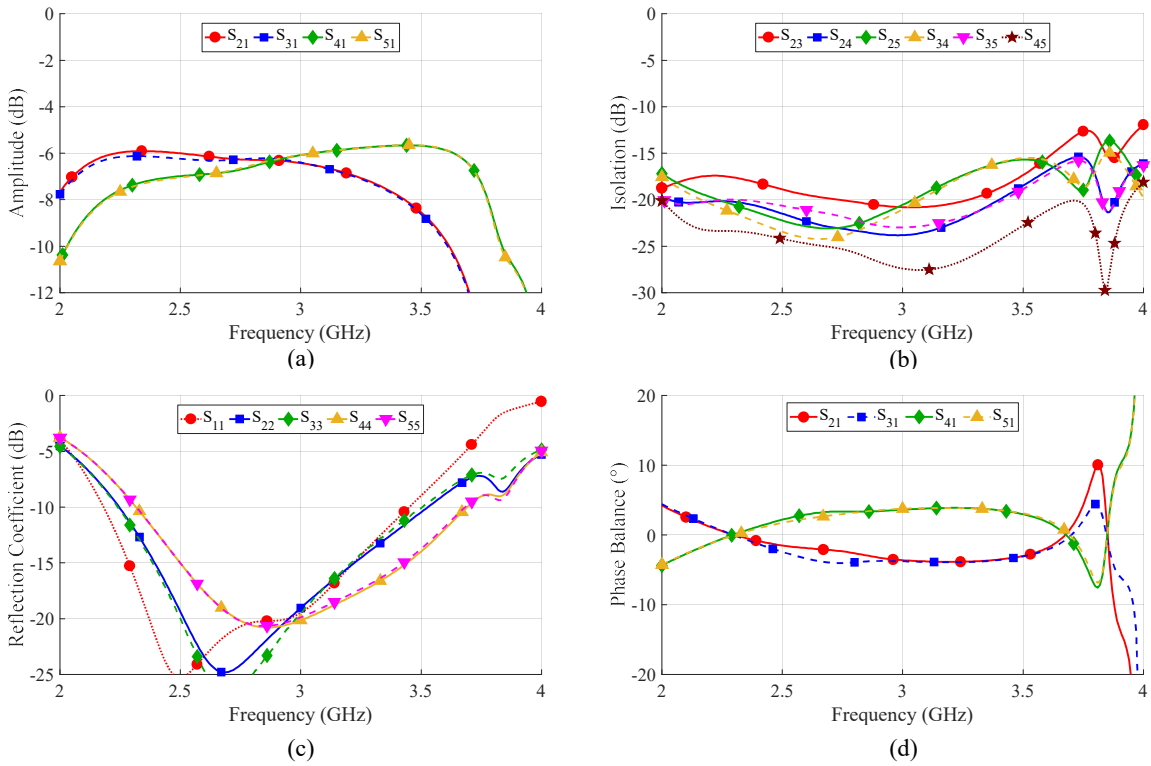 0
-2
-4
-6
-8
-10
-12
Amplitude (dB)
S21 S31 S41 S51
2 2.5 3 3.5 4
Frequency (GHz)
(a)
0
-5
-10
-15
-20
-25
-30
Isolation (dB)
S23 S24 S25 S34 S35 S45
2 2.5 3 3.5 4
Frequency (GHz)
(b)
0
-5
-10
-15
-20
-25
Reflection Coefficient (dB)
S11 S22 S33 S44 S55
2 2.5 3 3.5 4
Frequency (GHz)
(c)
20
10
0
-10
-20
Phase Balance (°)
S21 S31 S41 S51
2 2.5 3 3.5 4
Frequency (GHz)
(d)